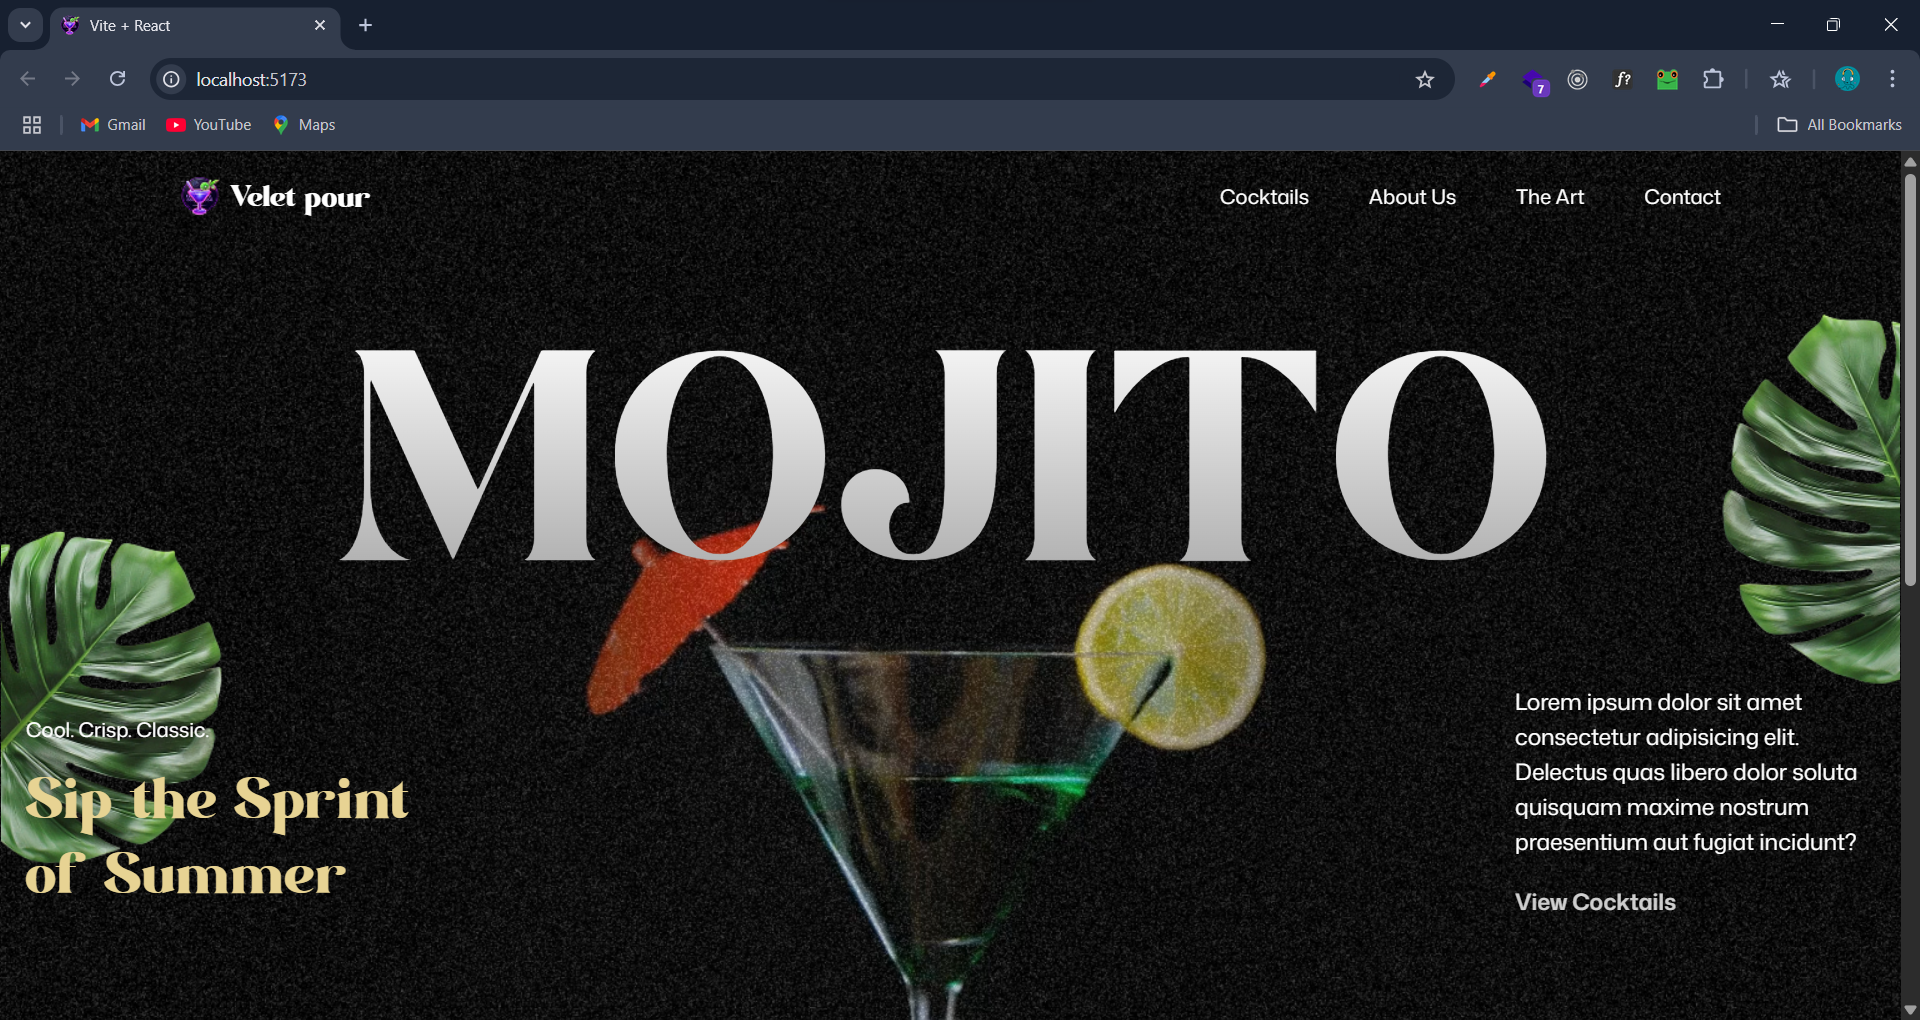 Vite + React
localhost:5173
7
f?
Gmail
YouTube
Maps
All Bookmarks
Velet pour
Cocktails
About Us
The Art
Contact
MOJITO
Cool. Crisp. Classic.
Sip the Sprint
of Summer
Lorem ipsum dolor sit amet
consectetur adipisicing elit.
Delectus quas libero dolor soluta
quisquam maxime nostrum
praesentium aut fugiat incidunt?
View Cocktails